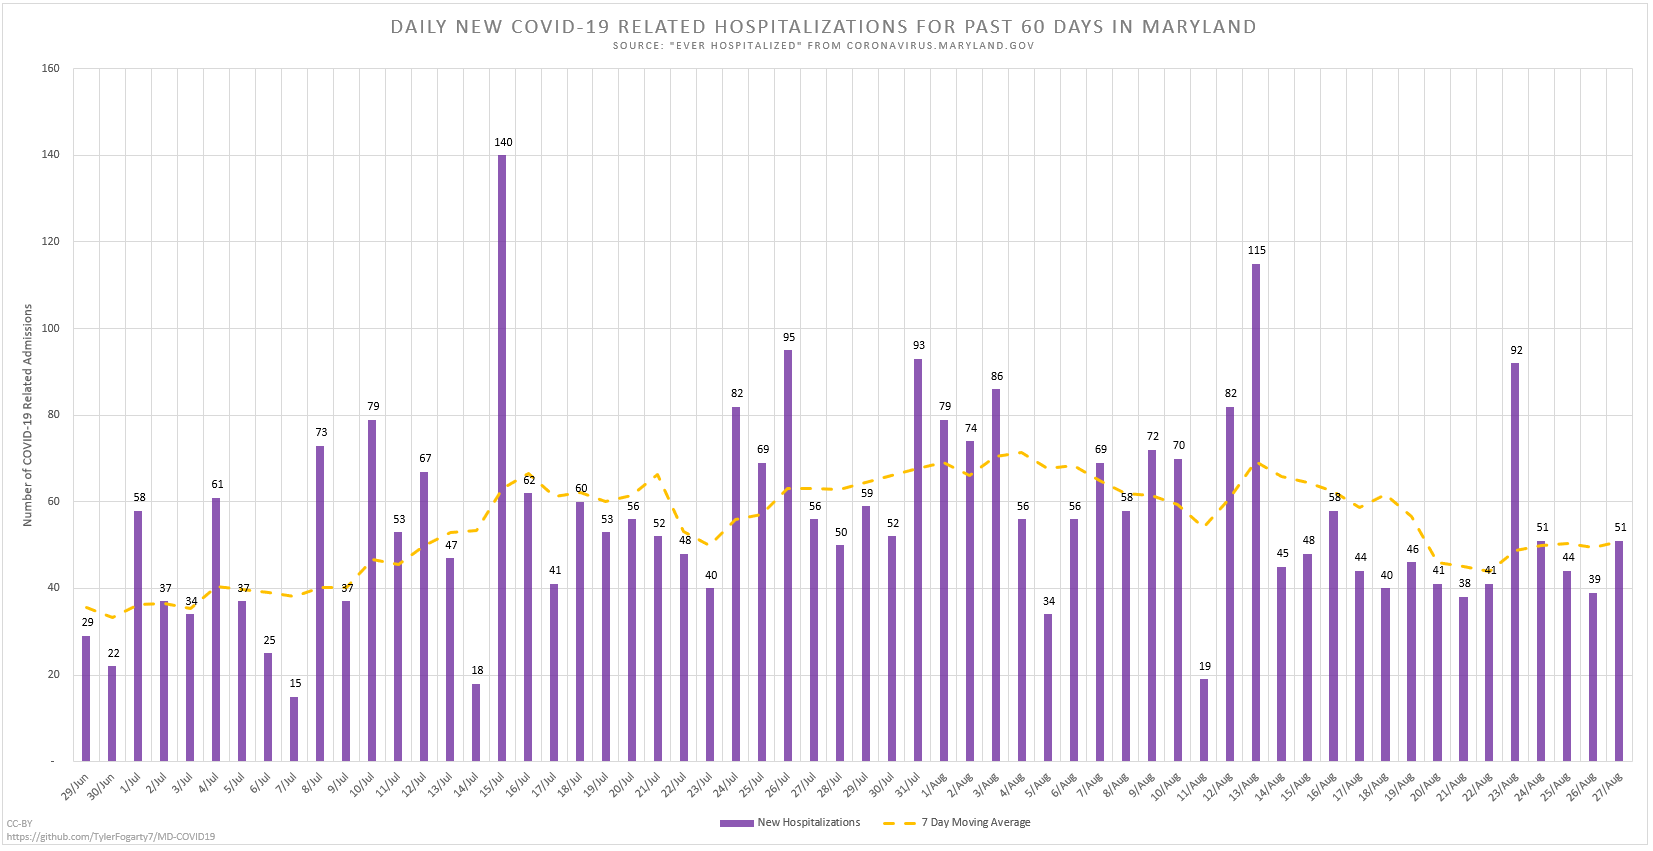 DAILY NEW COVID-19 RELATED HOSPITALIZATIONS FOR PAST 60 DAYS IN MARYLAND
SOURCE: "EVER HOSPITALIZED" FROM CORONAVIRUS.MARYLAND.GOV
Number of COVID-19 Related Admissions
160
140
120
100
80
60
40
20
-
29 22 58 37 34 61 37 25 15 73 37 79 53 67 47 18 140 62 41 60 53 56 52 48 40 82 69 95 56 50 59 52 93 79 74 86 56 34 56 69 58 72 70 19 82 115 45 48 58 44 40 46 41 38 41 92 51 44 39 51
29/Jun 30/Jun 1/Jul 2/Jul 3/Jul 4/Jul 5/Jul 6/Jul 7/Jul 8/Jul 9/Jul 10/Jul 11/Jul 12/Jul 13/Jul 14/Jul 15/Jul 16/Jul 17/Jul 18/Jul 19/Jul 20/Jul 21/Jul 22/Jul 23/Jul 24/Jul 25/Jul 26/Jul 27/Jul 28/Jul 29/Jul 30/Jul 31/Jul 1/Aug 2/Aug 3/Aug 4/Aug 5/Aug 6/Aug 7/Aug 8/Aug 9/Aug 10/Aug 11/Aug 12/Aug 13/Aug 14/Aug 15/Aug 16/Aug 17/Aug 18/Aug 19/Aug 20/Aug 21/Aug 22/Aug 23/Aug 24/Aug 25/Aug 26/Aug 27/Aug
New Hospitalizations 7 Day Moving Average
CC-BY
https://github.com/TylerFogarty7/MD-COVID19